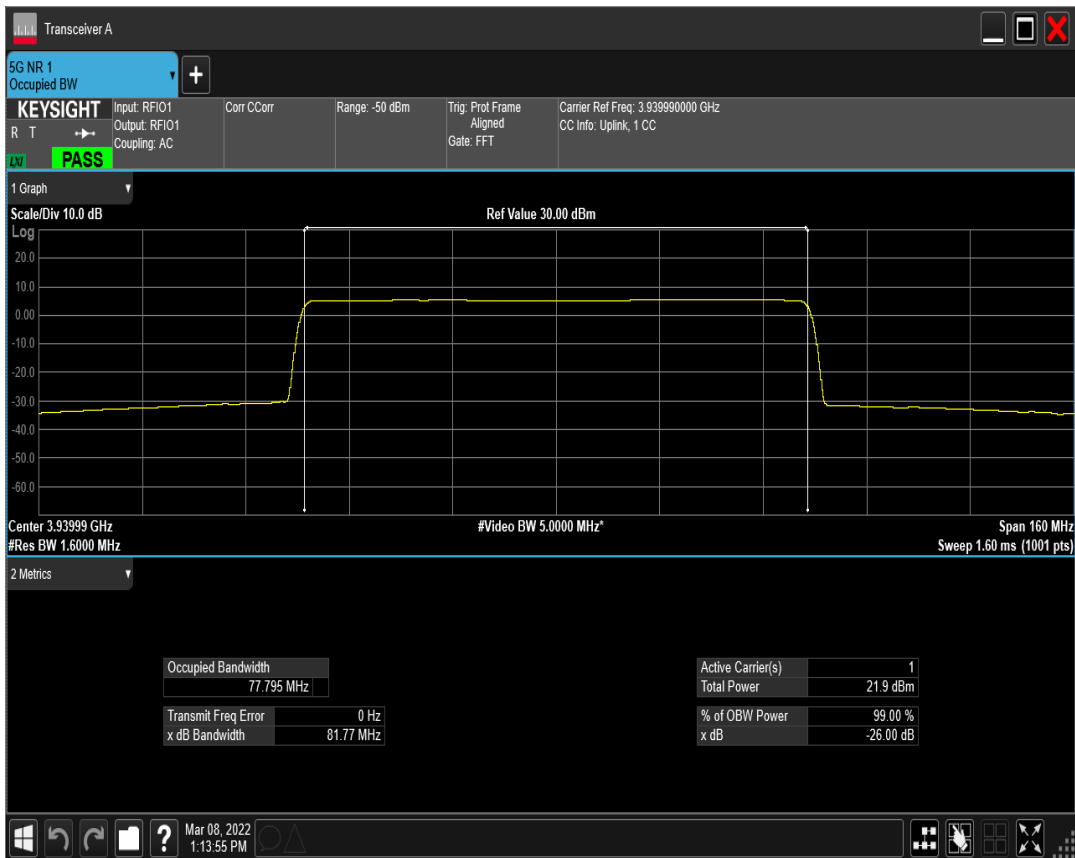 Transceiver A
5G NR 1
Occupied BW
KEYSIGHT
R T
LXI
PASS
Input: RFIO1
Output: RFIO1
Coupling: AC
Corr CCorr
Range: -50 dBm
Trig: Prot Frame
Aligned
Gate: FFT
Carrier Ref Freq: 3.939990000 GHz
CC Info: Uplink, 1 CC
1 Graph
Scale/Div 10.0 dB
Ref Value 30.00 dBm
Log
20.0
10.0
0.00
-10.0
-20.0
-30.0
-40.0
-50.0
-60.0
Center 3.93999 GHz
#Video BW 5.0000 MHz*
Span 160 MHz
#Res BW 1.6000 MHz
Sweep 1.60 ms (1001 pts)
2 Metrics
Occupied Bandwidth
77.795 MHz
Transmit Freq Error 0 Hz
x dB Bandwidth 81.77 MHz
Active Carrier(s) 1
Total Power 21.9 dBm
% of OBW Power 99.00 %
x dB -26.00 dB
?
Mar 08, 2022
1:13:55 PM